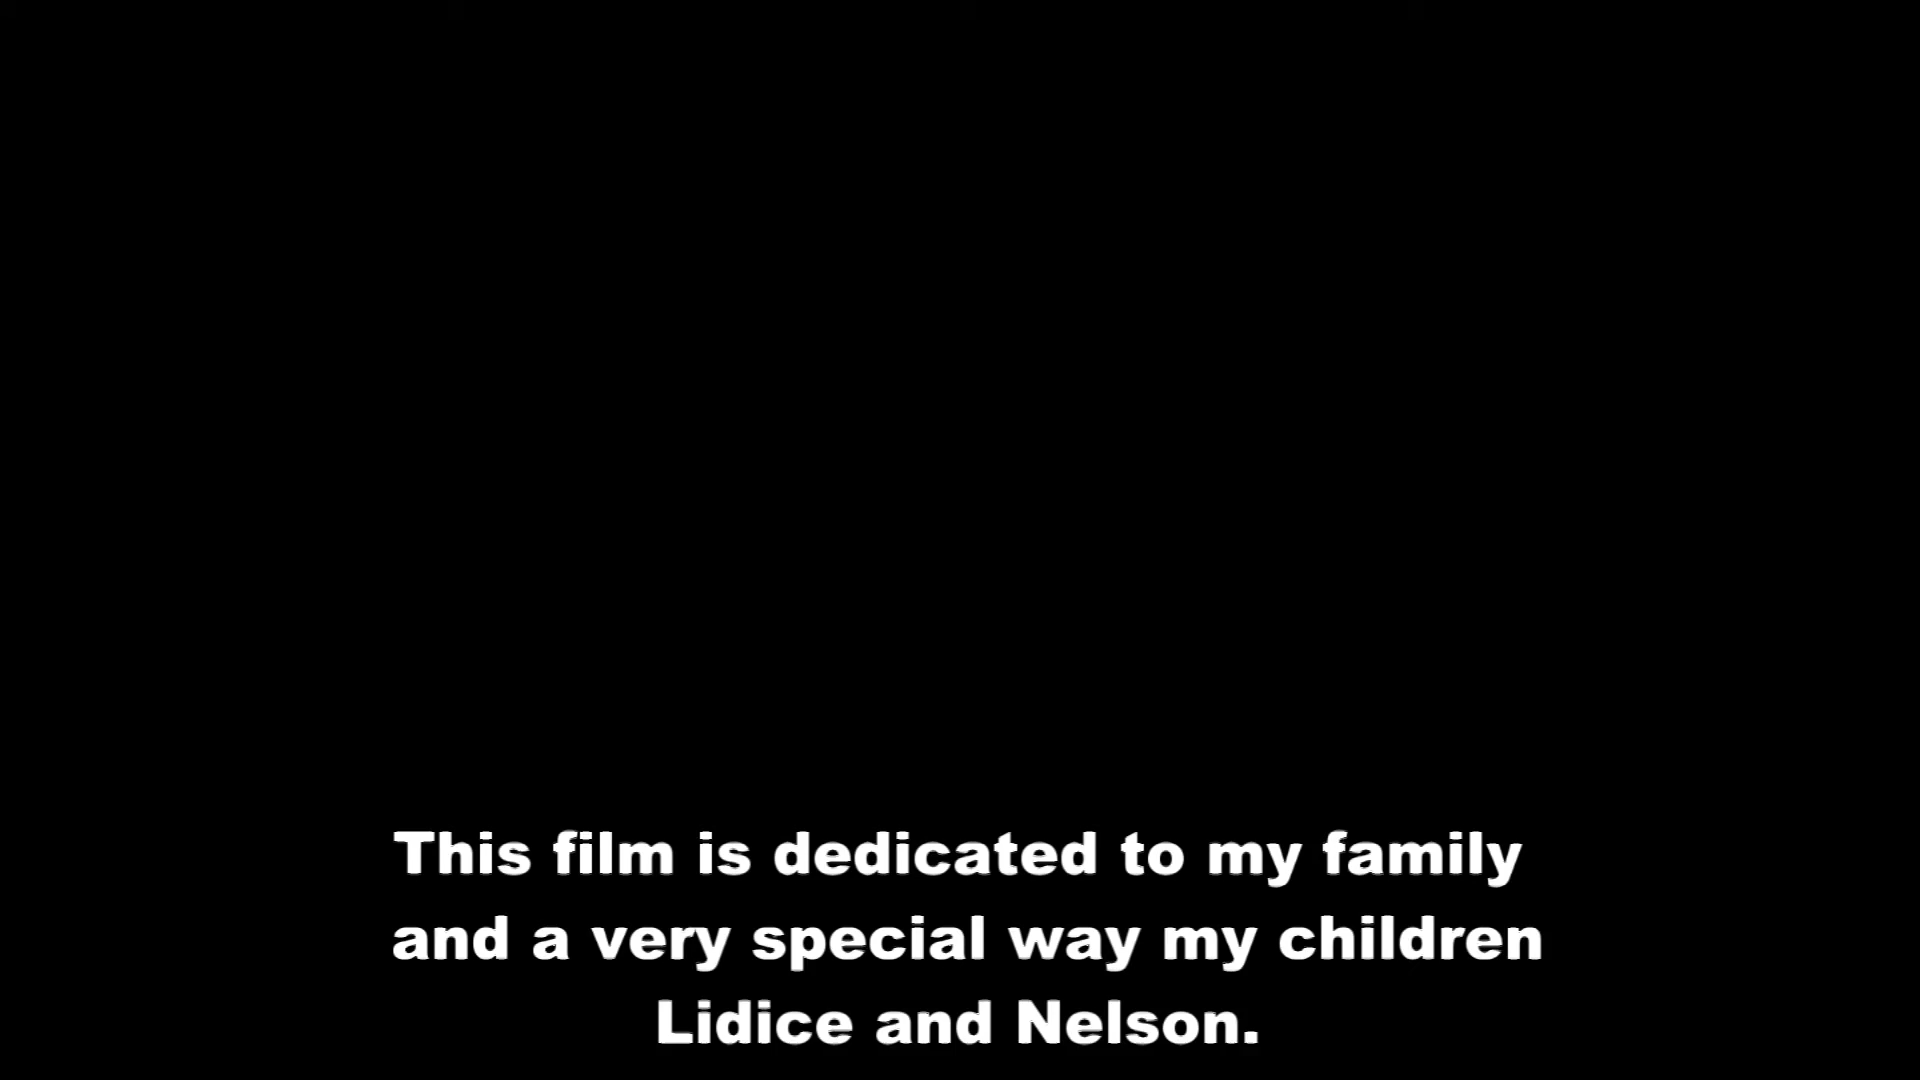 This film is dedicated to my family
and a very special way my children
Lidice and Nelson.